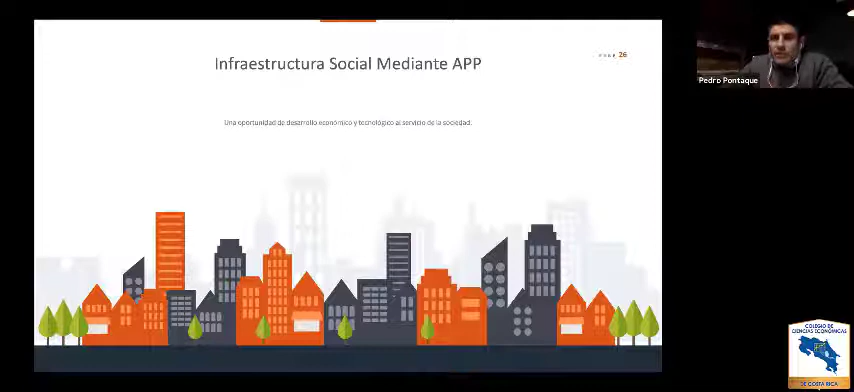 Infraestructura Social Mediante APP
26
Una oportunidad de desarrollo económico y tecnológico al servicio de la sociedad.
Pedro Pontaque
COLEGIO DE
CIENCIAS ECONÓMICAS
DE COSTA RICA